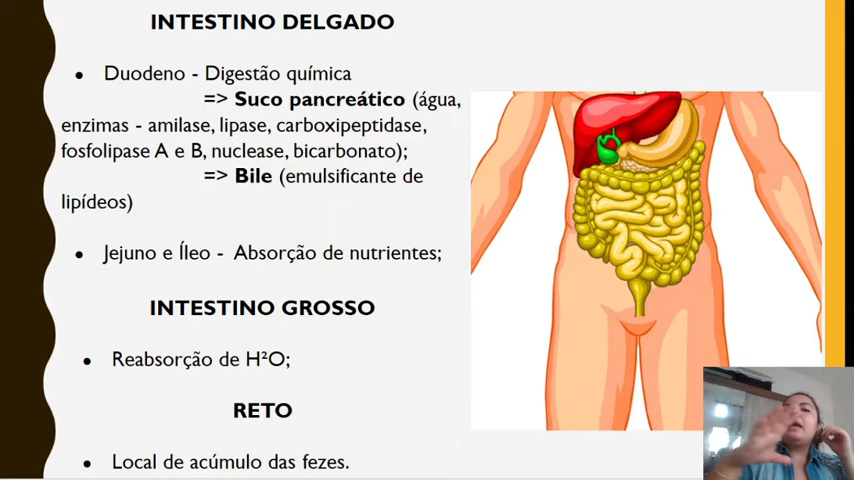 INTESTINO DELGADO
• Duodeno - Digestão química
=> Suco pancreático (água,
enzimas - amilase, lipase, carboxipeptidase,
fosfolipase A e B, nuclease, bicarbonato);
=> Bile (emulsificante de
lipídeos)
• Jejuno e Íleo - Absorção de nutrientes;
INTESTINO GROSSO
• Reabsorção de H²O;
RETO
• Local de acúmulo das fezes.